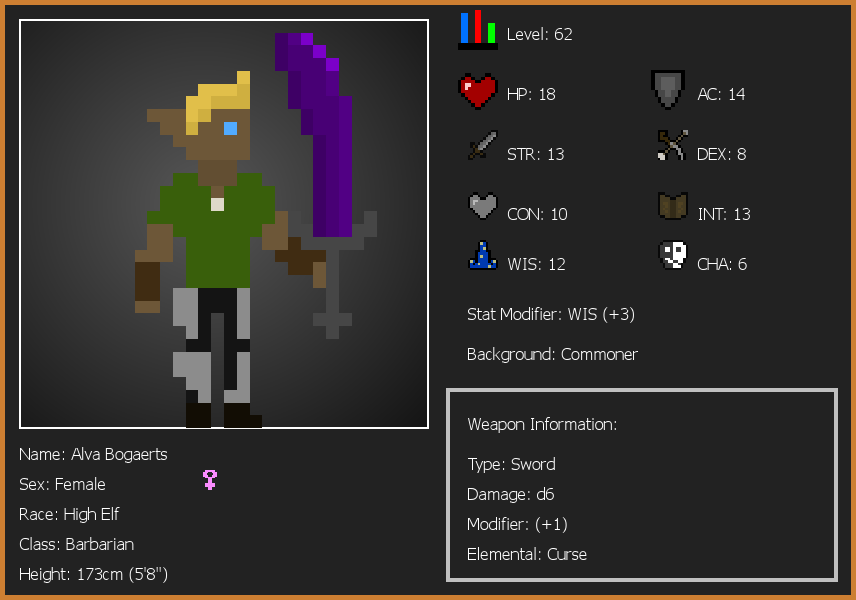 Level: 62
HP: 18
AC: 14
STR: 13
DEX: 8
CON: 10
INT: 13
WIS: 12
CHA: 6
Stat Modifier: WIS (+3)
Background: Commoner
Weapon Information:
Type: Sword
Damage: d6
Modifier: (+1)
Elemental: Curse
Name: Alva Bogaerts
Sex: Female
Race: High Elf
Class: Barbarian
Height: 173cm (5'8")